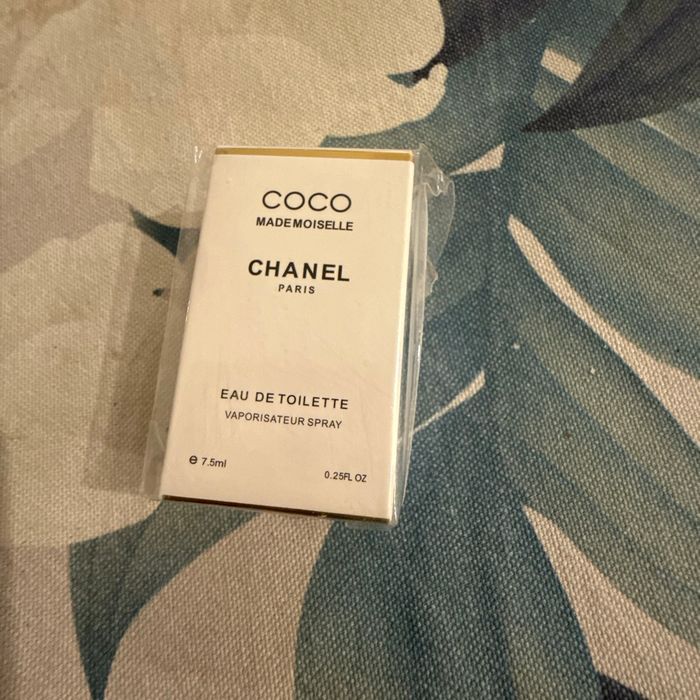 COCO
MADEMOISELLE
CHANEL
PARIS
EAU DE TOILETTE
VAPORISATEUR SPRAY
℮ 7.5ml 0.25FL OZ